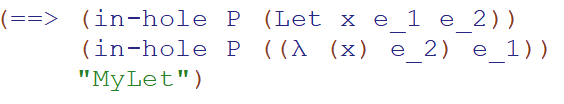 (==> (in-hole P (Let x e_1 e_2))
(in-hole P ((λ (x) e_2) e_1))
"MyLet")